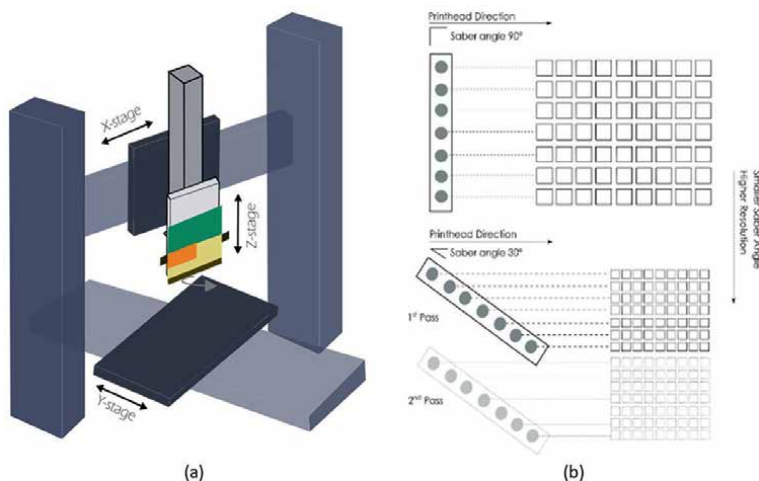 X-stage
Z-stage
Y-stage
(a)
Printhead Direction
Saber angle 90°
Printhead Direction
Saber angle 30°
1st Pass
2nd Pass
Smaller Saber Angle
Higher Resolution
(b)